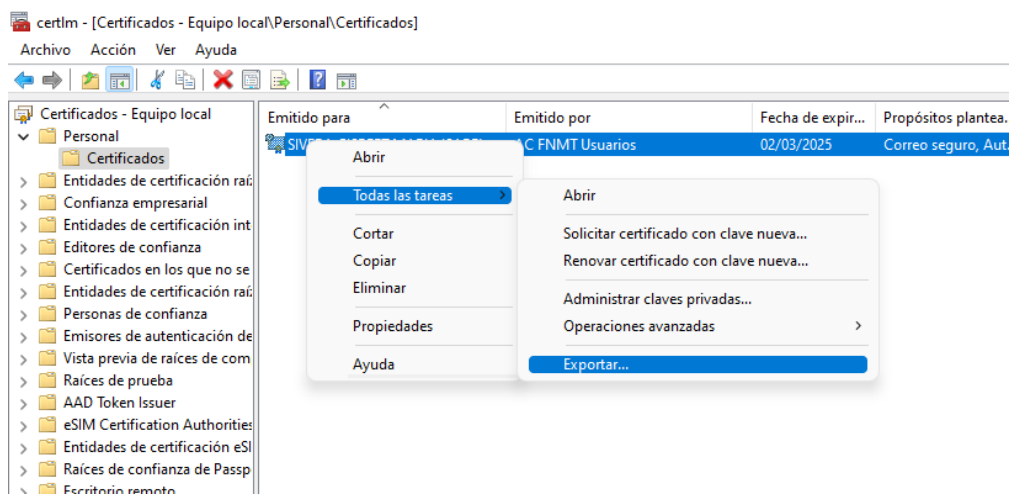 certlm - [Certificados - Equipo local\Personal\Certificados]
Archivo Acción Ver Ayuda
Certificados - Equipo local
Personal
Certificados
Entidades de certificación raí
Confianza empresarial
Entidades de certificación int
Editores de confianza
Certificados en los que no se
Entidades de certificación raí
Personas de confianza
Emisores de autenticación de
Vista previa de raíces de com
Raíces de prueba
AAD Token Issuer
eSIM Certification Authorities
Entidades de certificación eSI
Raíces de confianza de Passp
Escritorio remoto
Emitido para Emitido por Fecha de expir... Propósitos plantea.
AC FNMT Usuarios 02/03/2025 Correo seguro, Aut.
Abrir
Todas las tareas
Cortar
Copiar
Eliminar
Propiedades
Ayuda
Abrir
Solicitar certificado con clave nueva...
Renovar certificado con clave nueva...
Administrar claves privadas...
Operaciones avanzadas
Exportar...